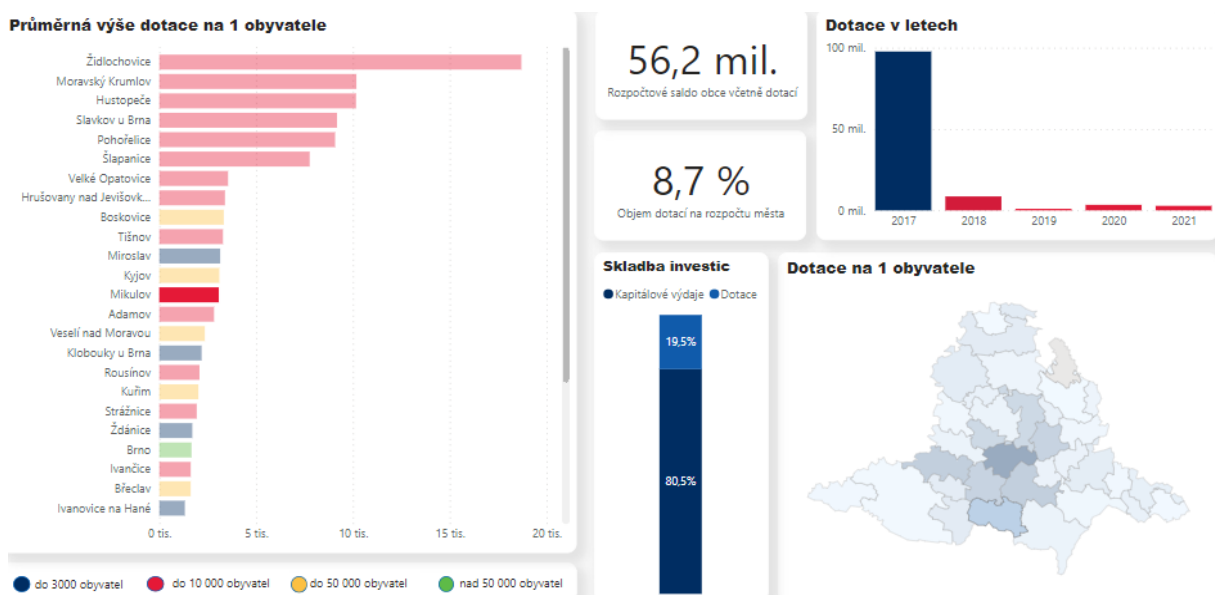 Průměrná výše dotace na 1 obyvatele
Židlochovice
Moravský Krumlov
Hustopeče
Slavkov u Brna
Pohořelice
Šlapanice
Velké Opatovice
Hrušovany nad Jevišovk...
Boskovice
Tišnov
Miroslav
Kyjov
Mikulov
Adamov
Veselí nad Moravou
Klobouky u Brna
Rousínov
Kuřim
Strážnice
Ždánice
Brno
Ivančice
Břeclav
Ivanovice na Hané
0 tis. 5 tis. 10 tis. 15 tis. 20 tis.
do 3000 obyvatel do 10 000 obyvatel do 50 000 obyvatel nad 50 000 obyvatel
56,2 mil.
Rozpočtové saldo obce včetně dotací
8,7 %
Objem dotací na rozpočtu města
Dotace v letech
100 mil.
50 mil.
0 mil.
2017 2018 2019 2020 2021
Skladba investic
Kapitálové výdaje Dotace
19,5%
80,5%
Dotace na 1 obyvatele